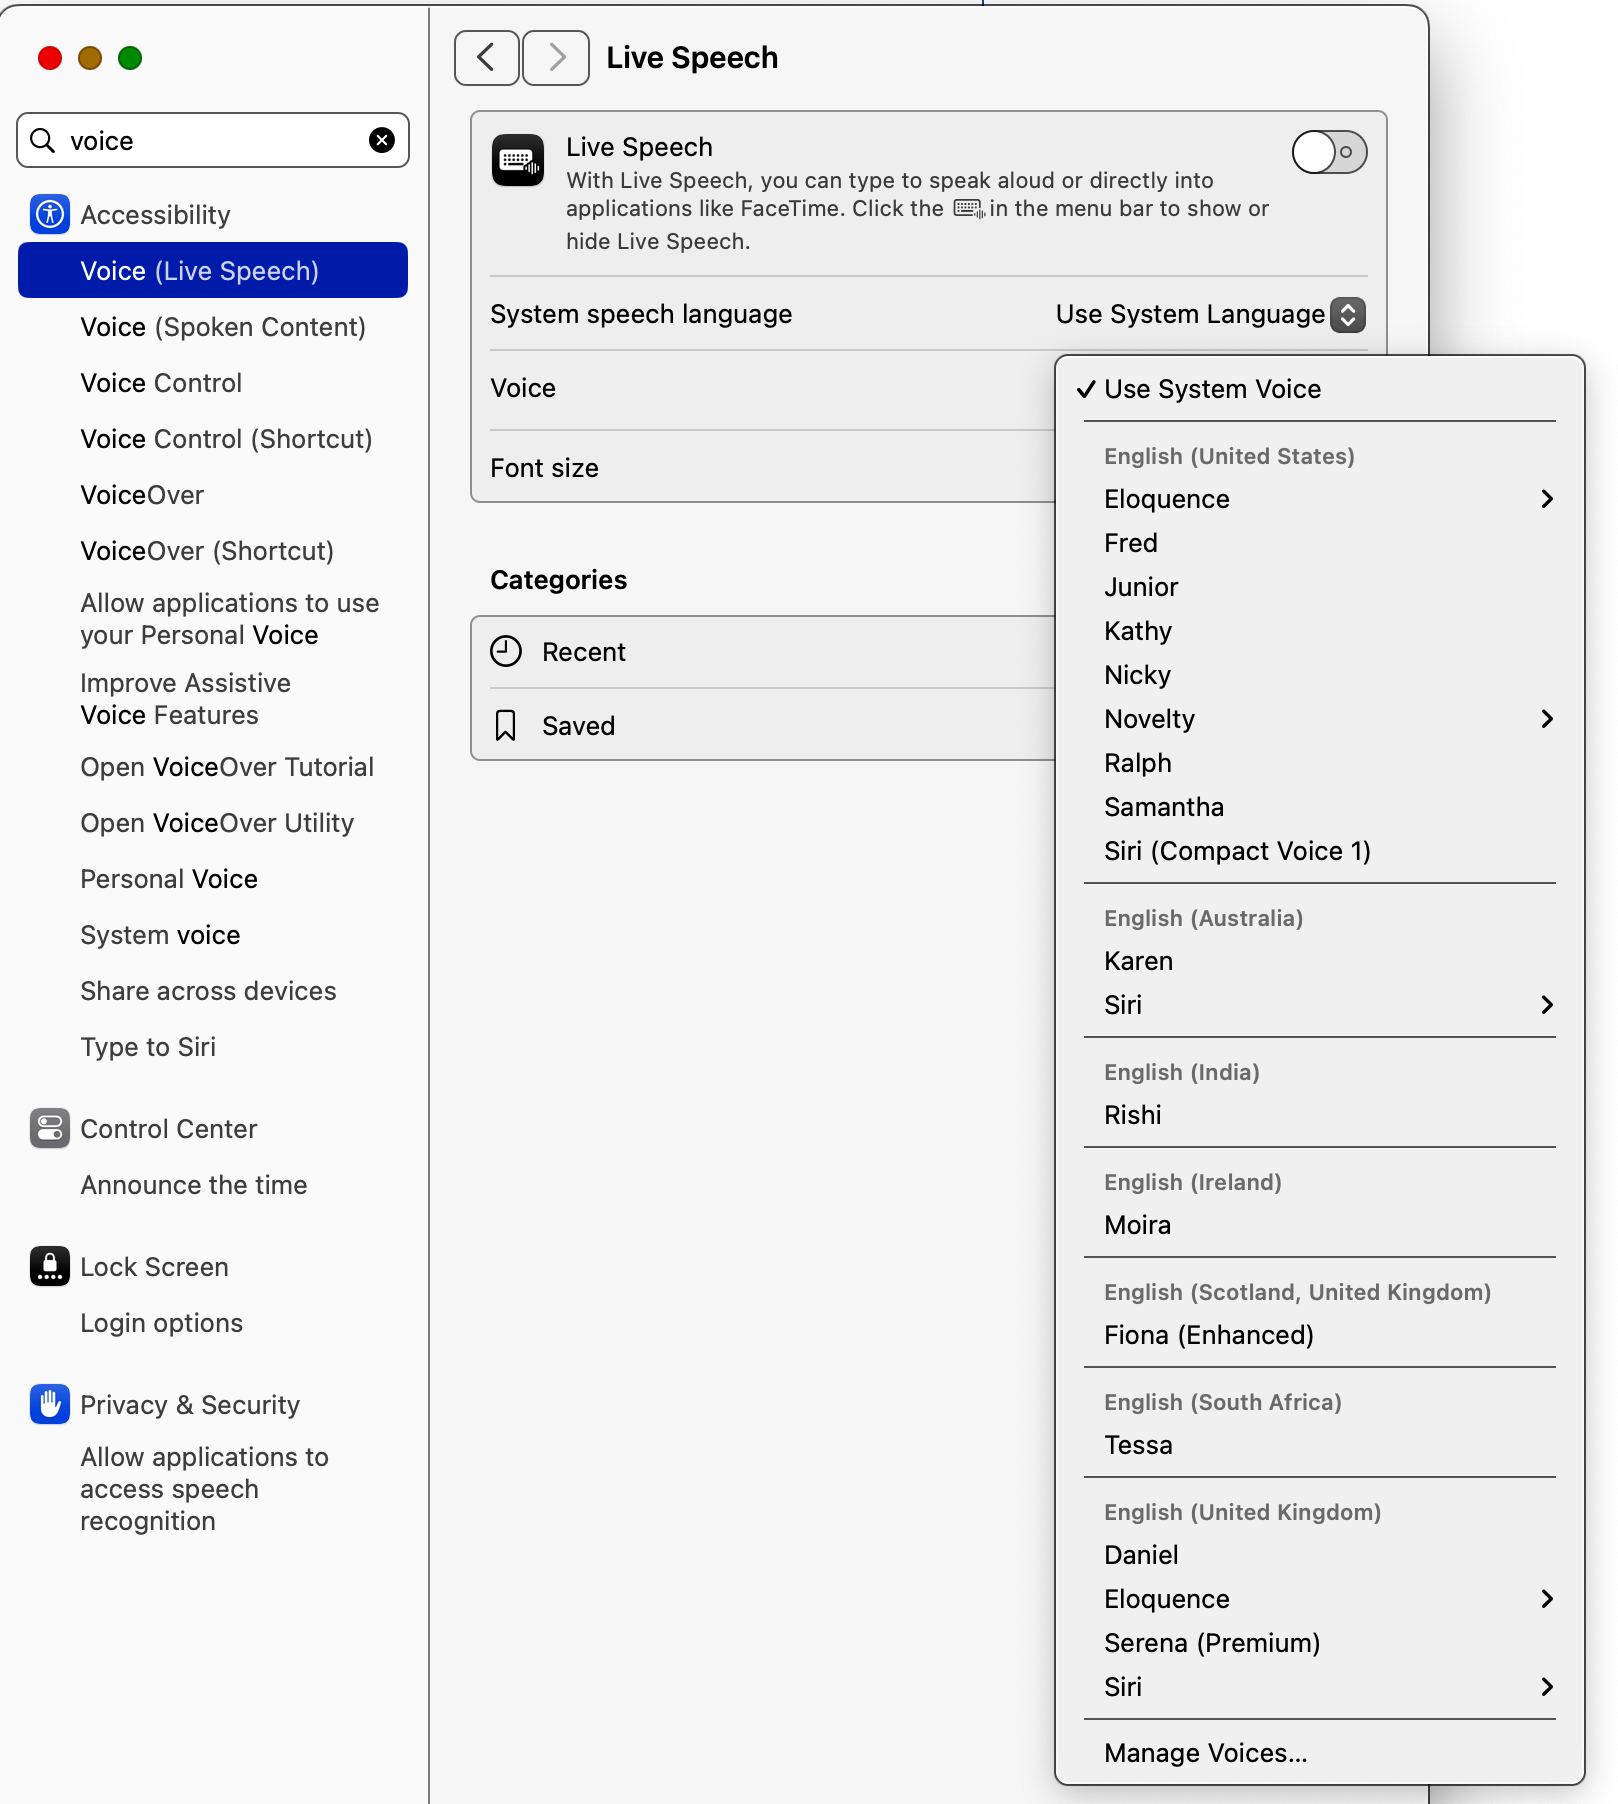 voice
Accessibility
Voice (Live Speech)
Voice (Spoken Content)
Voice Control
Voice Control (Shortcut)
VoiceOver
VoiceOver (Shortcut)
Allow applications to use
your Personal Voice
Improve Assistive
Voice Features
Open VoiceOver Tutorial
Open VoiceOver Utility
Personal Voice
System voice
Share across devices
Type to Siri
Control Center
Announce the time
Lock Screen
Login options
Privacy & Security
Allow applications to
access speech
recognition
Live Speech
Live Speech
With Live Speech, you can type to speak aloud or directly into
applications like FaceTime. Click the in the menu bar to show or
hide Live Speech.
System speech language
Use System Language
Voice
Font size
Categories
Recent
Saved
✓ Use System Voice
English (United States)
Eloquence
Fred
Junior
Kathy
Nicky
Novelty
Ralph
Samantha
Siri (Compact Voice 1)
English (Australia)
Karen
Siri
English (India)
Rishi
English (Ireland)
Moira
English (Scotland, United Kingdom)
Fiona (Enhanced)
English (South Africa)
Tessa
English (United Kingdom)
Daniel
Eloquence
Serena (Premium)
Siri
Manage Voices...